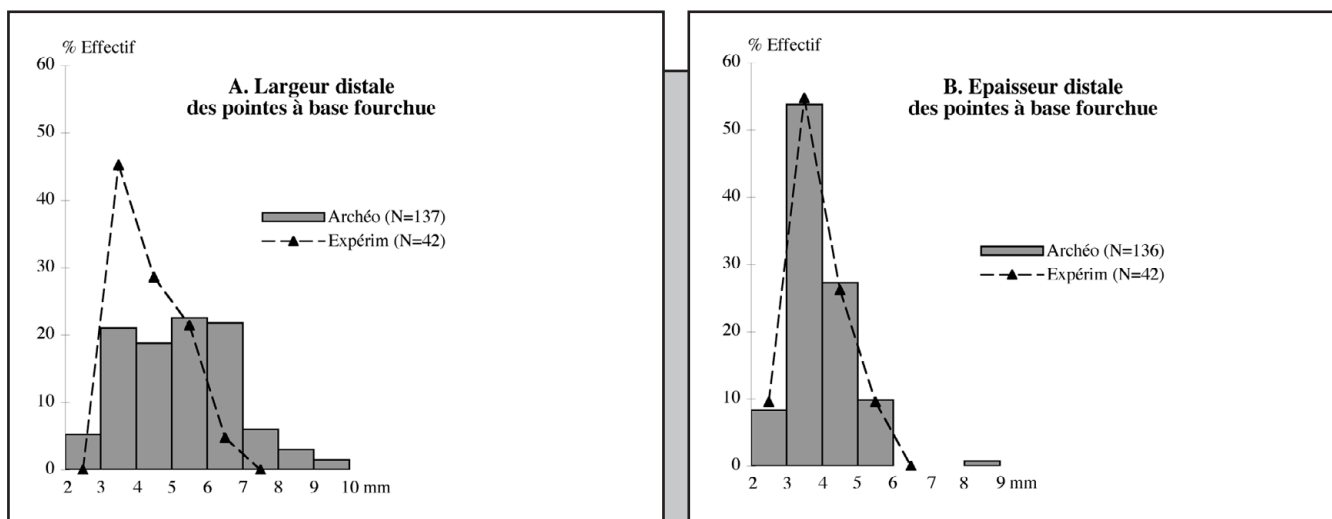 % Effectif
60
A. Largeur distale
des pointes à base fourchue
50
40
Archéo (N=137)
Expérim (N=42)
30
20
10
0
2 3 4 5 6 7 8 9 10 mm
% Effectif
60
B. Epaisseur distale
des pointes à base fourchue
50
40
Archéo (N=136)
Expérim (N=42)
30
20
10
0
2 3 4 5 6 7 8 9 mm